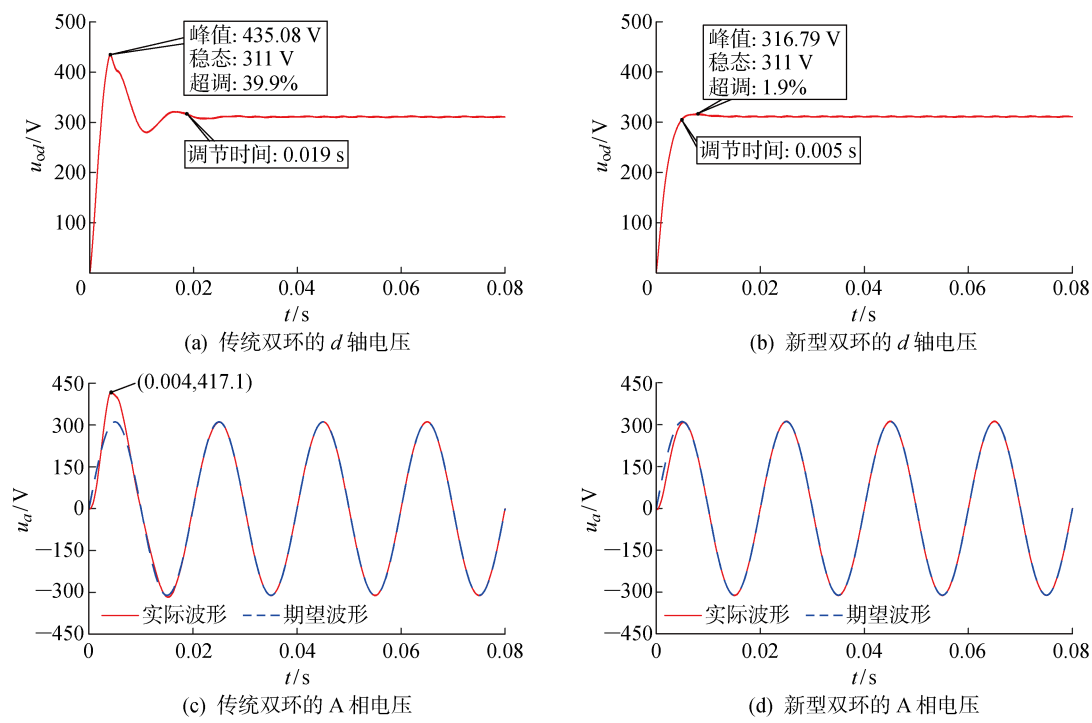 500
400
300
200
100
0
0.02
0.04
0.06
0.08
u_od/V
t/s
峰值: 435.08 V
稳态: 311 V
超调: 39.9%
调节时间: 0.019 s
(a) 传统双环的 d 轴电压
500
400
300
200
100
0
0.02
0.04
0.06
0.08
u_od/V
t/s
峰值: 316.79 V
稳态: 311 V
超调: 1.9%
调节时间: 0.005 s
(b) 新型双环的 d 轴电压
450
300
150
0
−150
−300
−450
0
0.02
0.04
0.06
0.08
u_a/V
t/s
(0.004,417.1)
实际波形
期望波形
(c) 传统双环的 A 相电压
450
300
150
0
−150
−300
−450
0
0.02
0.04
0.06
0.08
u_a/V
t/s
实际波形
期望波形
(d) 新型双环的 A 相电压